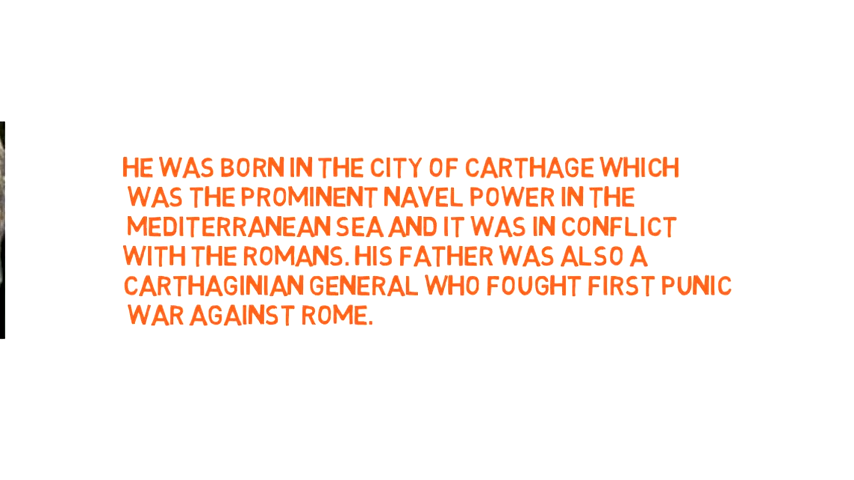 HE WAS BORN IN THE CITY OF CARTHAGE WHICH
WAS THE PROMINENT NAVEL POWER IN THE
MEDITERRANEAN SEA AND IT WAS IN CONFLICT
WITH THE ROMANS. HIS FATHER WAS ALSO A
CARTHAGINIAN GENERAL WHO FOUGHT FIRST PUNIC
WAR AGAINST ROME.